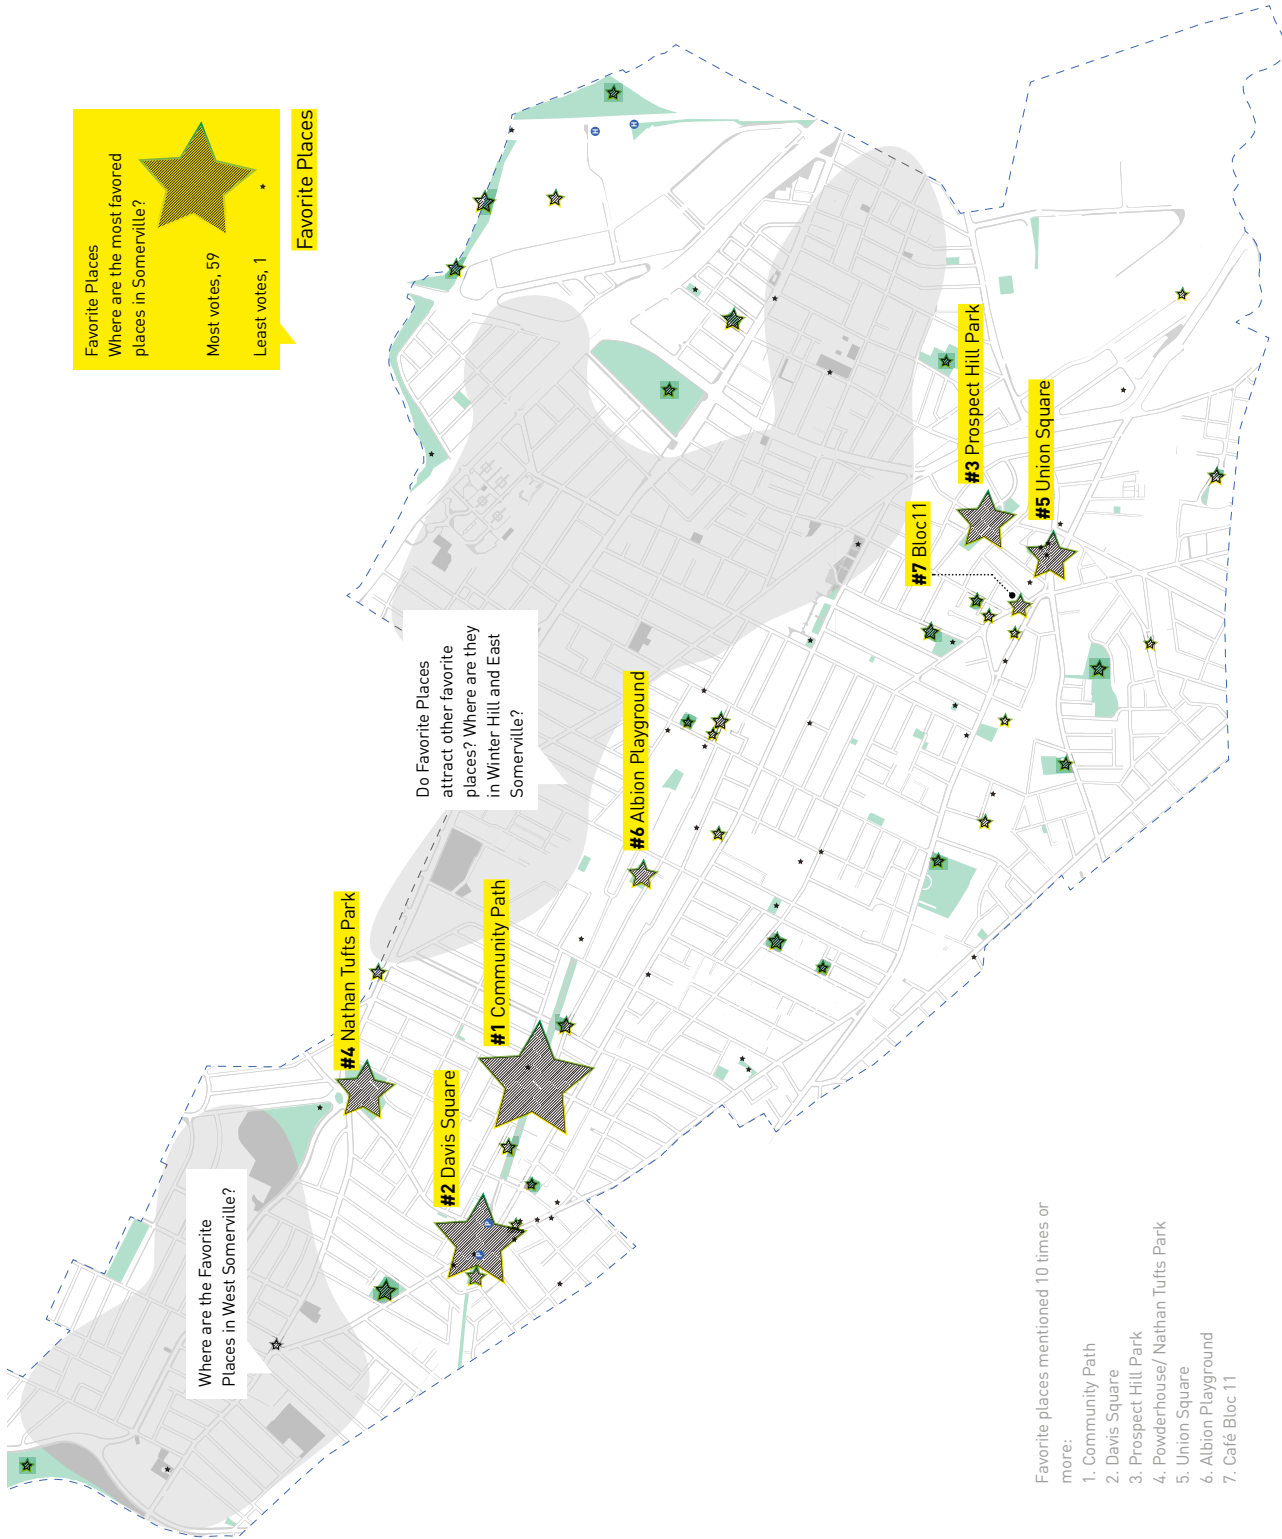 Favorite Places
Where are the most favored
places in Somerville?
Most votes, 59
Least votes, 1
Favorite Places
Where are the Favorite
Places in West Somerville?
#4 Nathan Tufts Park
#2 Davis Square
#1 Community Path
Do Favorite Places
attract other favorite
places? Where are they
in Winter Hill and East
Somerville?
#6 Albion Playground
#7 Bloc11
#3 Prospect Hill Park
#5 Union Square
H
H
P
P
Favorite places mentioned 10 times or
more:
1. Community Path
2. Davis Square
3. Prospect Hill Park
4. Powderhouse/ Nathan Tufts Park
5. Union Square
6. Albion Playground
7. Café Bloc 11